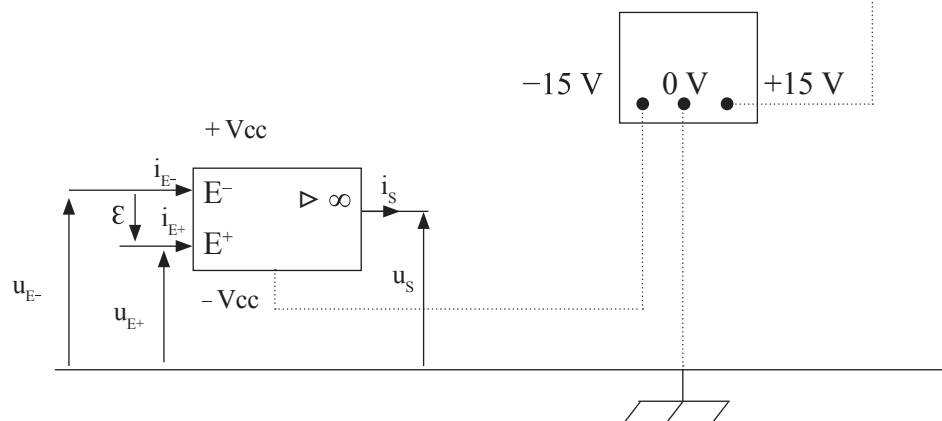 −15 V 0 V +15 V
+ Vcc
i_E− E− ▷ ∞ i_S
ε i_E+ E+
u_E− u_E+ − Vcc u_S